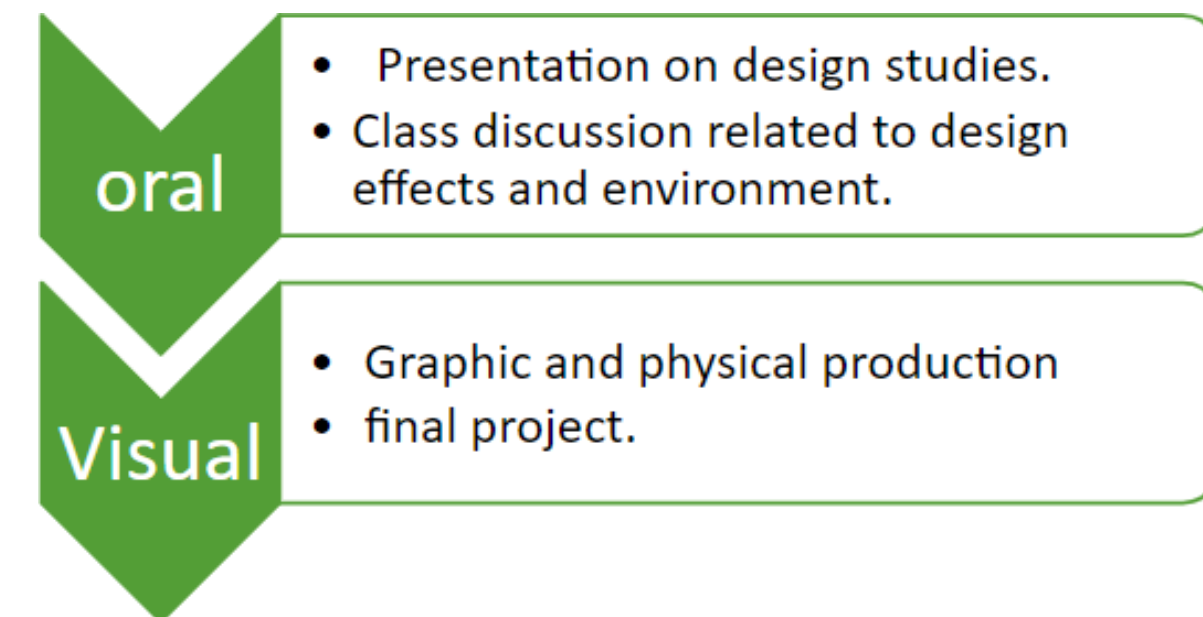 oral
• Presentation on design studies.
• Class discussion related to design
effects and environment.
Visual
• Graphic and physical production
• final project.